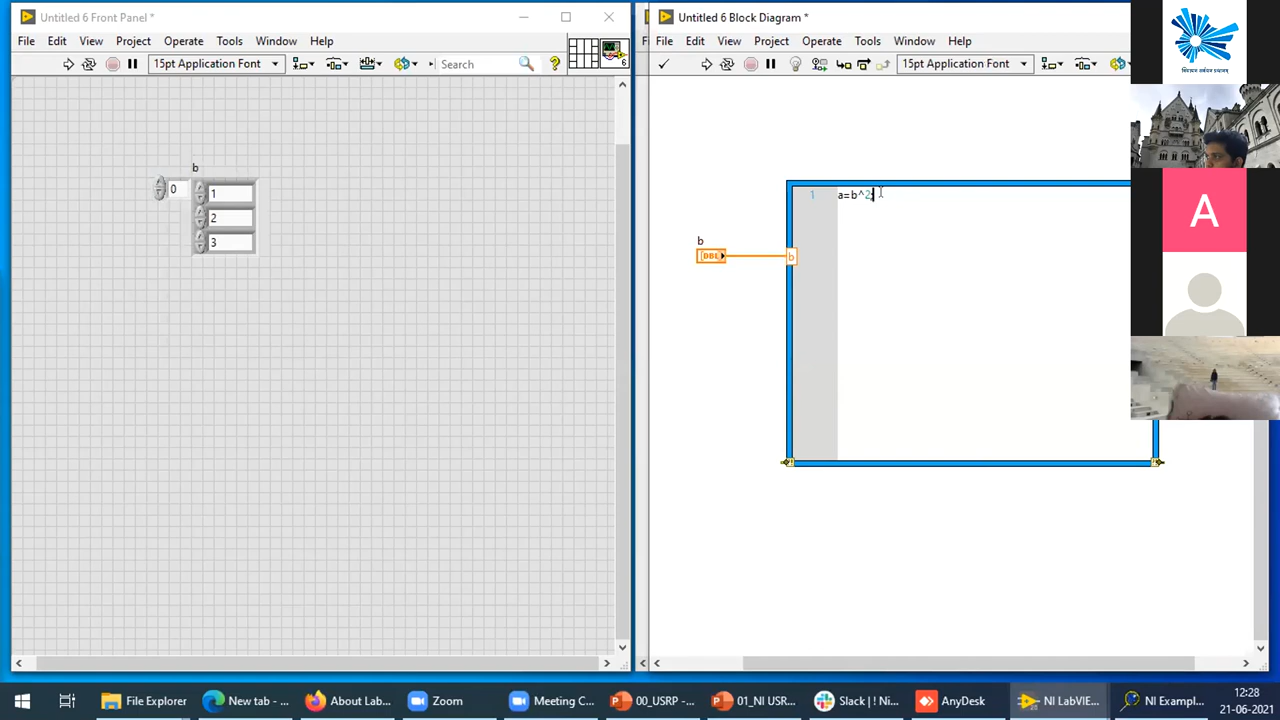 Untitled 6 Front Panel *
File Edit View Project Operate Tools Window Help
15pt Application Font
Search
6
b
0
1
2
3
Untitled 6 Block Diagram *
File Edit View Project Operate Tools Window Help
15pt Application Font
1 a=b^2;
b
DBL
b
A
File Explorer
New tab - ...
About Lab...
Zoom
Meeting C...
00_USRP -...
01_NI USR...
Slack | ! Ni...
AnyDesk
NI LabVIE...
NI Exampl...
12:28
21-06-2021